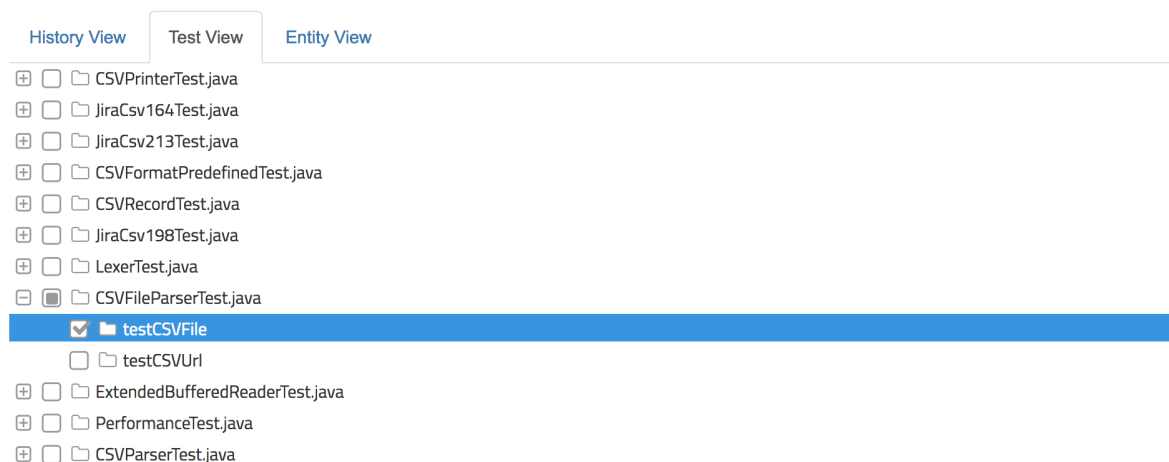 History View Test View Entity View
CSVPrinterTest.java
JiraCsv164Test.java
JiraCsv213Test.java
CSVFormatPredefinedTest.java
CSVRecordTest.java
JiraCsv198Test.java
LexerTest.java
CSVFileParserTest.java
testCSVFile
testCSVUrl
ExtendedBufferedReaderTest.java
PerformanceTest.java
CSVParserTest.java